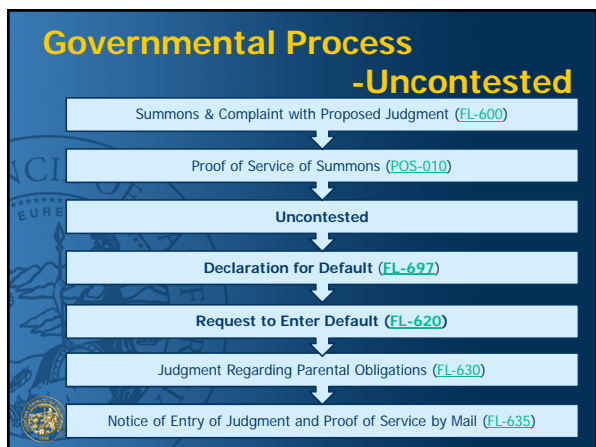 Governmental Process
-Uncontested
Summons & Complaint with Proposed Judgment (FL-600)
Proof of Service of Summons (POS-010)
Uncontested
Declaration for Default (FL-697)
Request to Enter Default (FL-620)
Judgment Regarding Parental Obligations (FL-630)
Notice of Entry of Judgment and Proof of Service by Mail (FL-635)
EURE